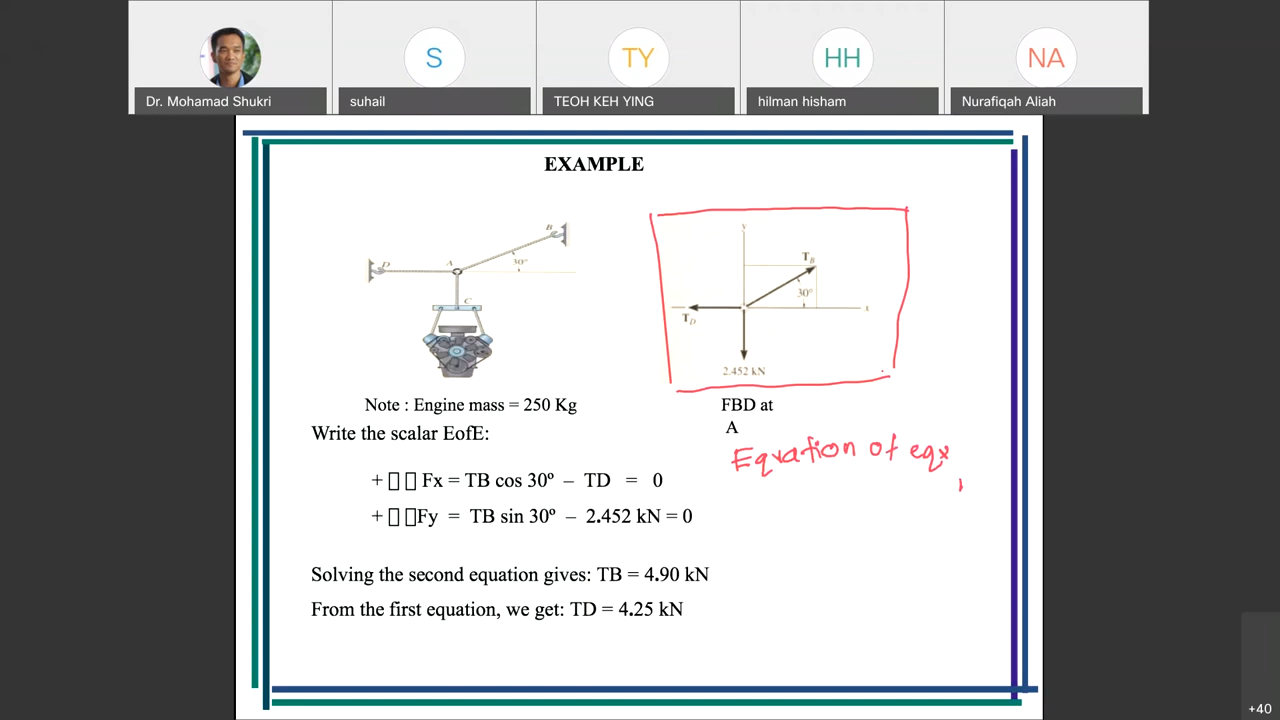 S
TY
HH
NA
Dr. Mohamad Shukri
suhail
TEOH KEH YING
hilman hisham
Nurafiqah Aliah
EXAMPLE
B
D
A
30°
C
y
T_B
30°
x
T_D
2.452 kN
Note : Engine mass = 250 Kg
FBD at
A
Write the scalar EofE:
Equation of eqx
+ □ □ Fx = TB cos 30º – TD = 0
+ □ □Fy = TB sin 30º – 2.452 kN = 0
Solving the second equation gives: TB = 4.90 kN
From the first equation, we get: TD = 4.25 kN
+40